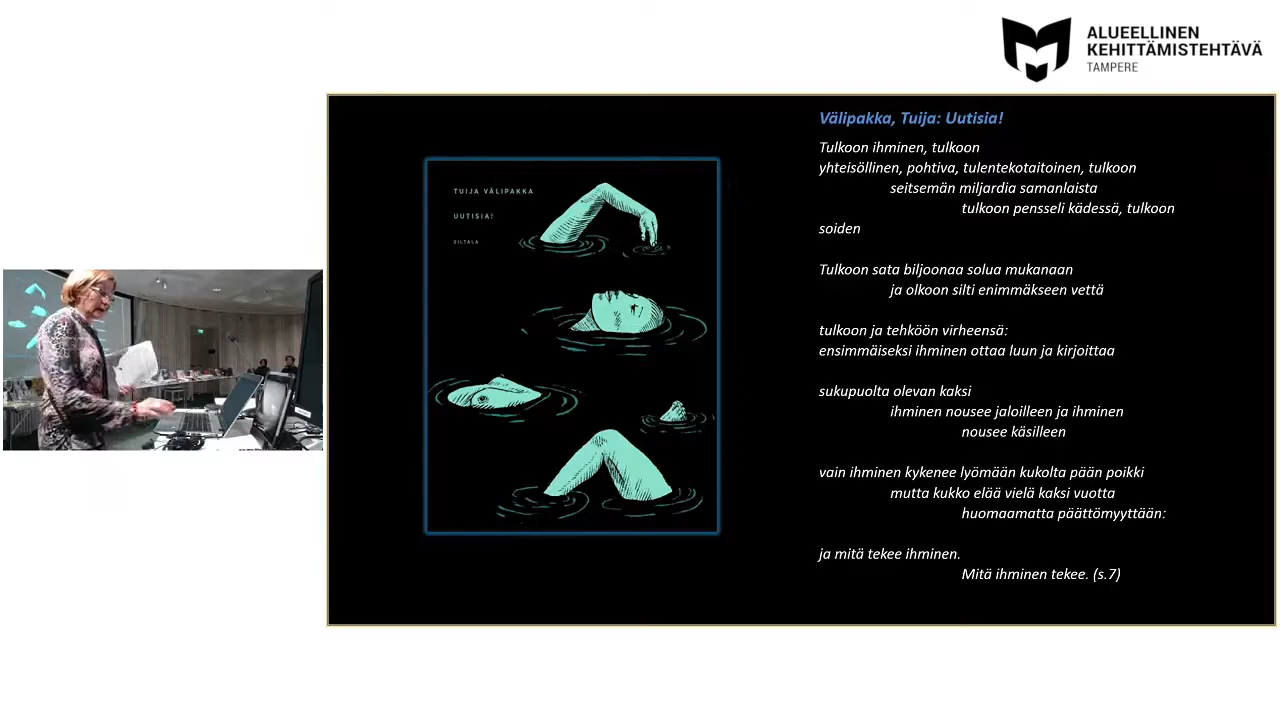 ALUEELLINEN
KEHITTÄMISTEHTÄVÄ
TAMPERE
Välipakka, Tuija: Uutisia!
Tulkoon ihminen, tulkoon
yhteisöllinen, pohtiva, tulentekotaitoinen, tulkoon
seitsemän miljardia samanlaista
tulkoon pensseli kädessä, tulkoon
soiden
Tulkoon sata biljoonaa solua mukanaan
ja olkoon silti enimmäkseen vettä
tulkoon ja tehköön virheensä:
ensimmäiseksi ihminen ottaa luun ja kirjoittaa
sukupuolta olevan kaksi
ihminen nousee jaloilleen ja ihminen
nousee käsilleen
vain ihminen kykenee lyömään kukolta pään poikki
mutta kukko elää vielä kaksi vuotta
huomaamatta päättömyyttään:
ja mitä tekee ihminen.
Mitä ihminen tekee. (s.7)
TUIJA VÄLIPAKKA
UUTISIA!
SILTALA